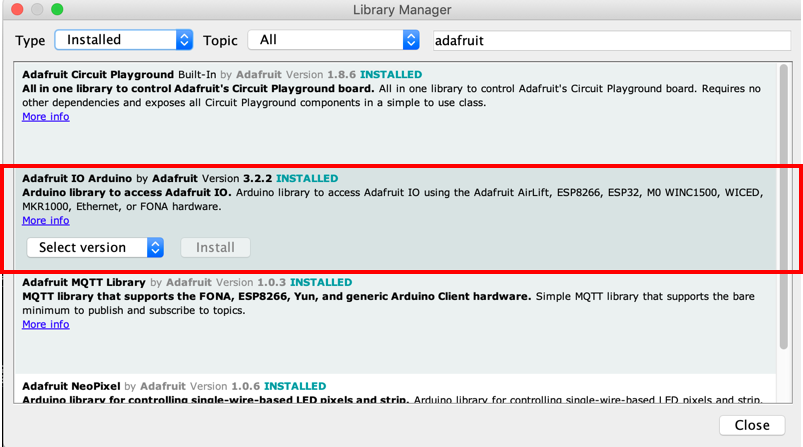 Library Manager
Type Installed Topic All adafruit
Adafruit Circuit Playground Built-In by Adafruit Version 1.8.6 INSTALLED
All in one library to control Adafruit's Circuit Playground board. All in one library to control Adafruit's Circuit Playground board. Requires no
other dependencies and exposes all Circuit Playground components in a simple to use class.
More info
Adafruit IO Arduino by Adafruit Version 3.2.2 INSTALLED
Arduino library to access Adafruit IO. Arduino library to access Adafruit IO using the Adafruit AirLift, ESP8266, ESP32, M0 WINC1500, WICED,
MKR1000, Ethernet, or FONA hardware.
More info
Select version Install
Adafruit MQTT Library by Adafruit Version 1.0.3 INSTALLED
MQTT library that supports the FONA, ESP8266, Yun, and generic Arduino Client hardware. Simple MQTT library that supports the bare
minimum to publish and subscribe to topics.
More info
Adafruit NeoPixel by Adafruit Version 1.0.6 INSTALLED
Arduino library for controlling single-wire-based LED pixels and strip. Arduino library for controlling single-wire-based LED pixels and strip.
Close